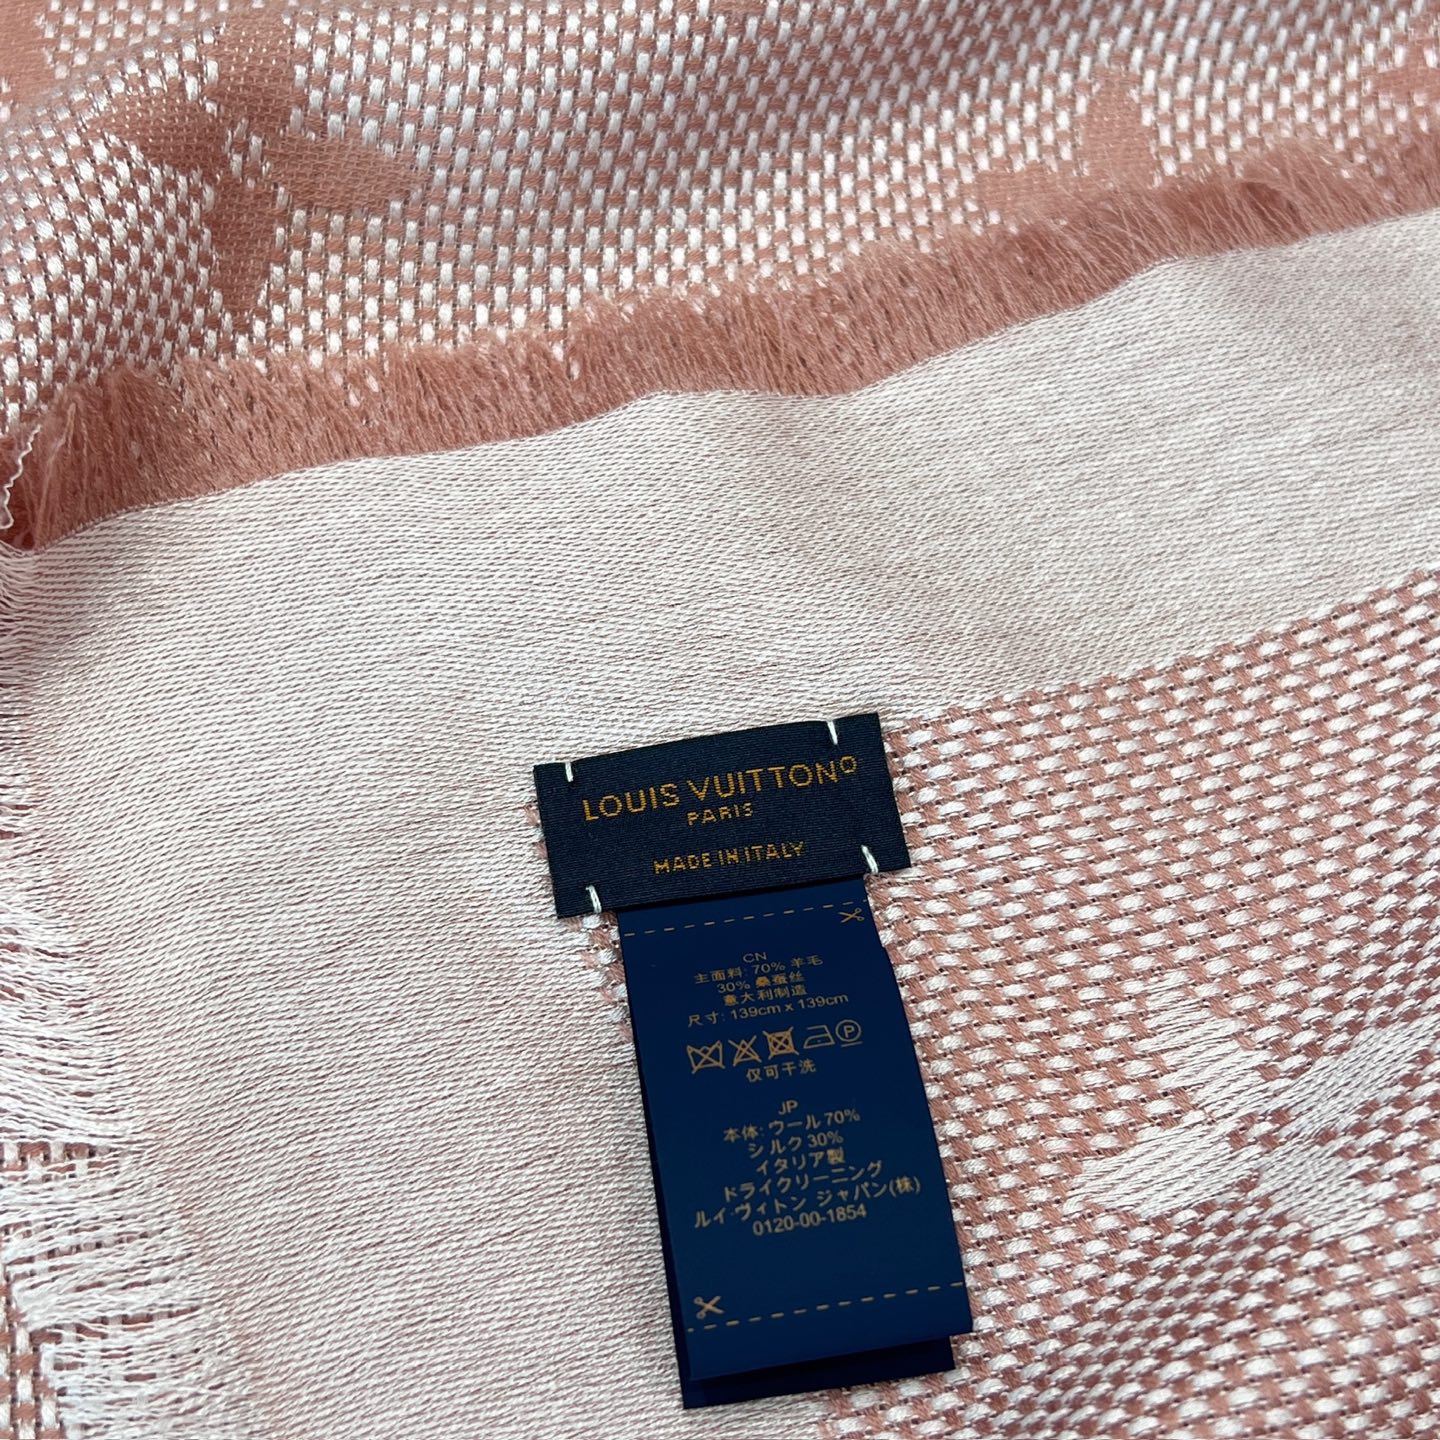 LOUIS VUITTON
PARIS
MADE IN ITALY
CN
主面料: 70% 羊毛
30% 桑蚕丝
意大利制造
尺寸: 139cm x 139cm
P
仅可干洗
JP
本体: ウール 70%
シルク 30%
イタリア製
ドライクリーニング
ルイ ヴィトン ジャパン(株)
0120-00-1854